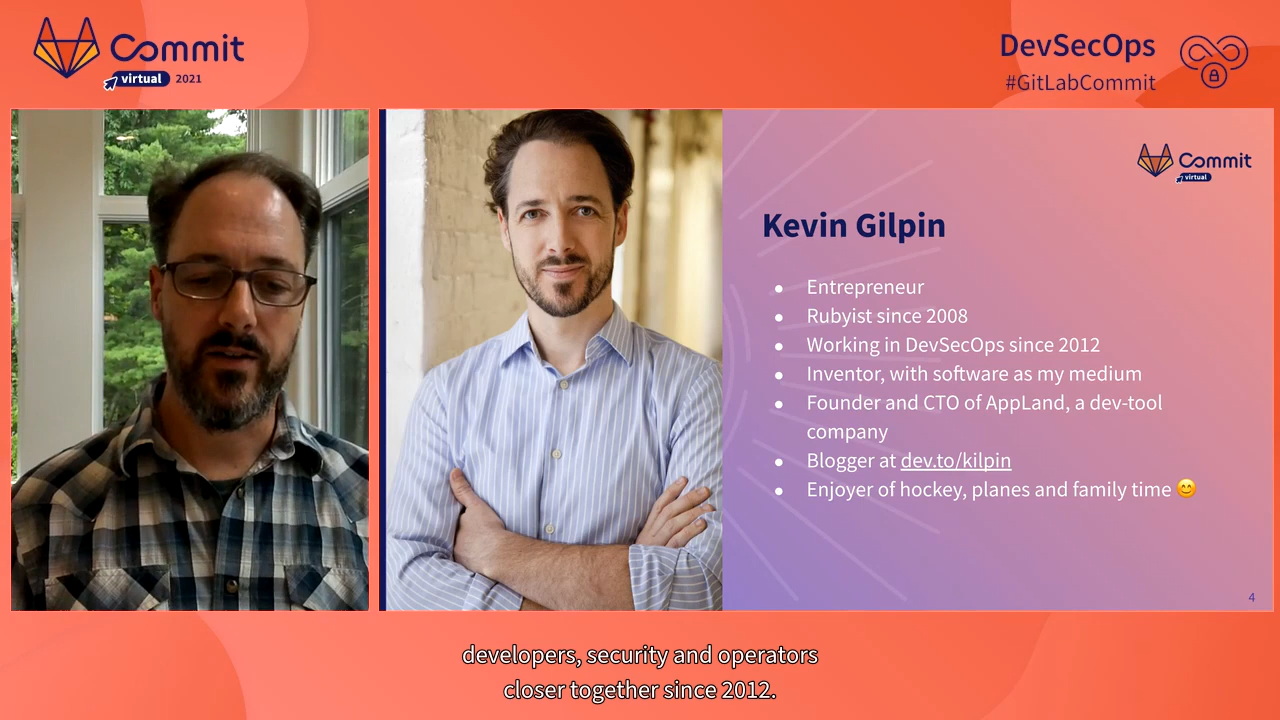 Commit
virtual 2021
DevSecOps
#GitLabCommit
Commit
virtual
Kevin Gilpin
● Entrepreneur
● Rubyist since 2008
● Working in DevSecOps since 2012
● Inventor, with software as my medium
● Founder and CTO of AppLand, a dev-tool
company
● Blogger at dev.to/kilpin
● Enjoyer of hockey, planes and family time 😊
4
developers, security and operators
closer together since 2012.